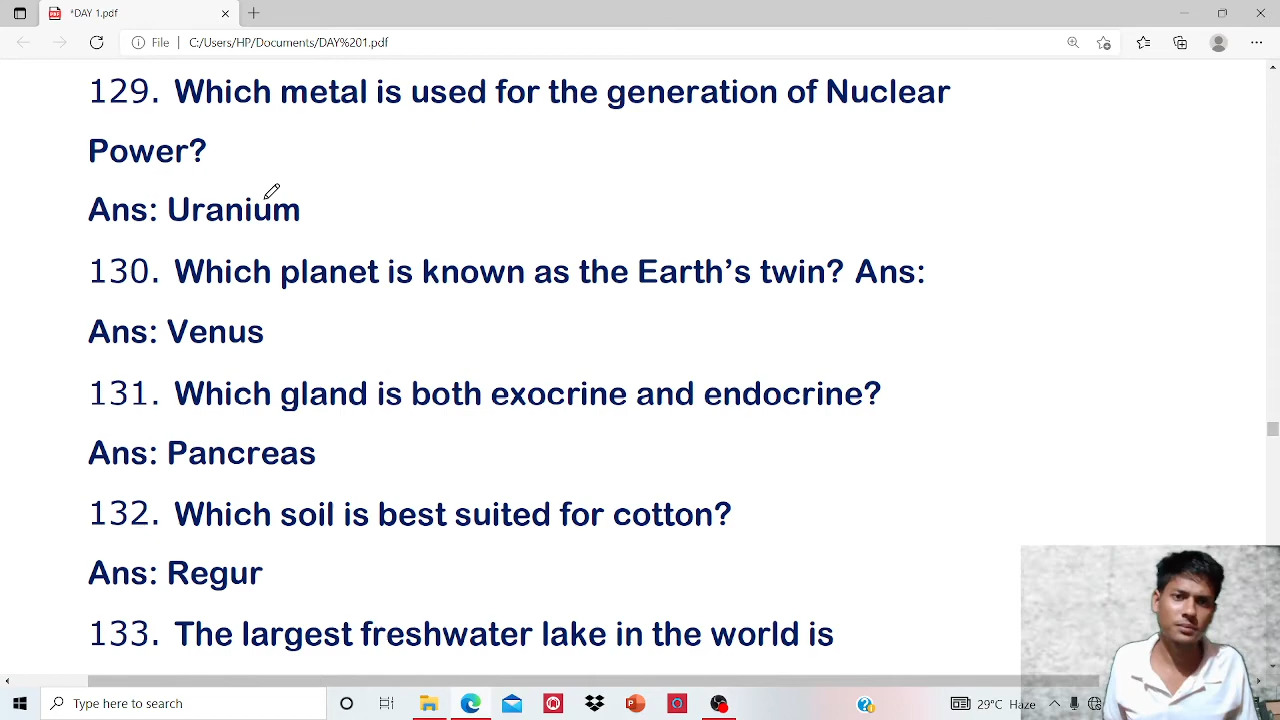 *DAY 1.pdf
File
C:/Users/HP/Documents/DAY%201.pdf
129. Which metal is used for the generation of Nuclear
Power?
Ans: Uranium
130. Which planet is known as the Earth’s twin? Ans:
Ans: Venus
131. Which gland is both exocrine and endocrine?
Ans: Pancreas
132. Which soil is best suited for cotton?
Ans: Regur
133. The largest freshwater lake in the world is
Type here to search
29°C Haze